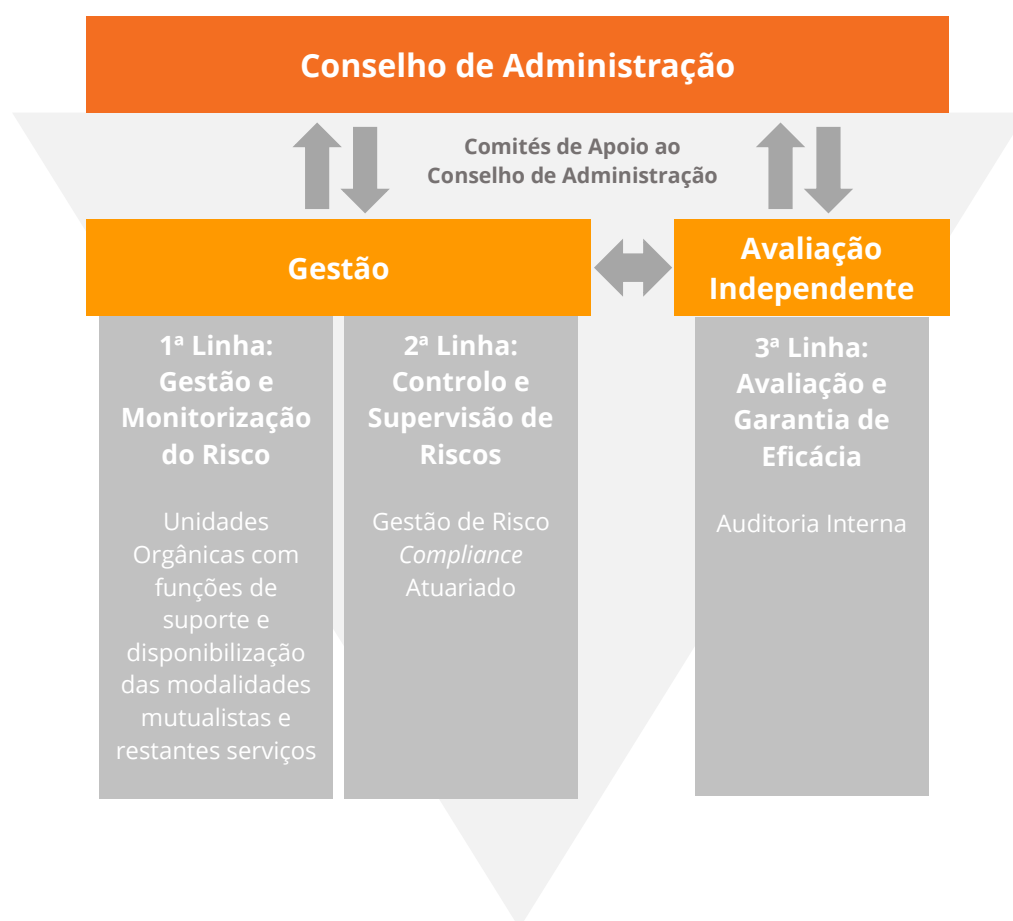 Conselho de Administração
Comités de Apoio ao
Conselho de Administração
Gestão
Avaliação
Independente
1ª Linha:
Gestão e
Monitorização
do Risco
Unidades
Orgânicas com
funções de
suporte e
disponibilização
das modalidades
mutualistas e
restantes serviços
2ª Linha:
Controlo e
Supervisão de
Riscos
Gestão de Risco
Compliance
Atuariado
3ª Linha:
Avaliação e
Garantia de
Eficácia
Auditoria Interna